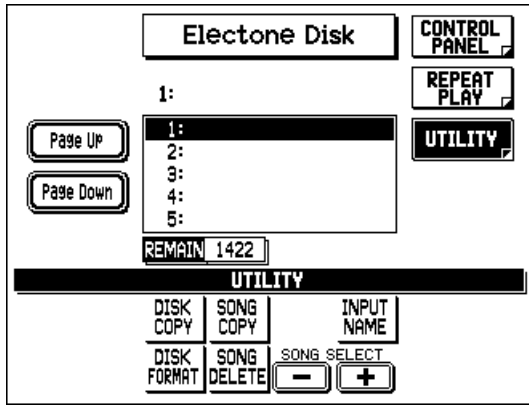 Electone Disk
CONTROL
PANEL
1:
REPEAT
PLAY
Page Up
Page Down
1:
2:
3:
4:
5:
UTILITY
REMAIN 1422
UTILITY
DISK
COPY
SONG
COPY
INPUT
NAME
DISK
FORMAT
SONG
DELETE
SONG SELECT
− +